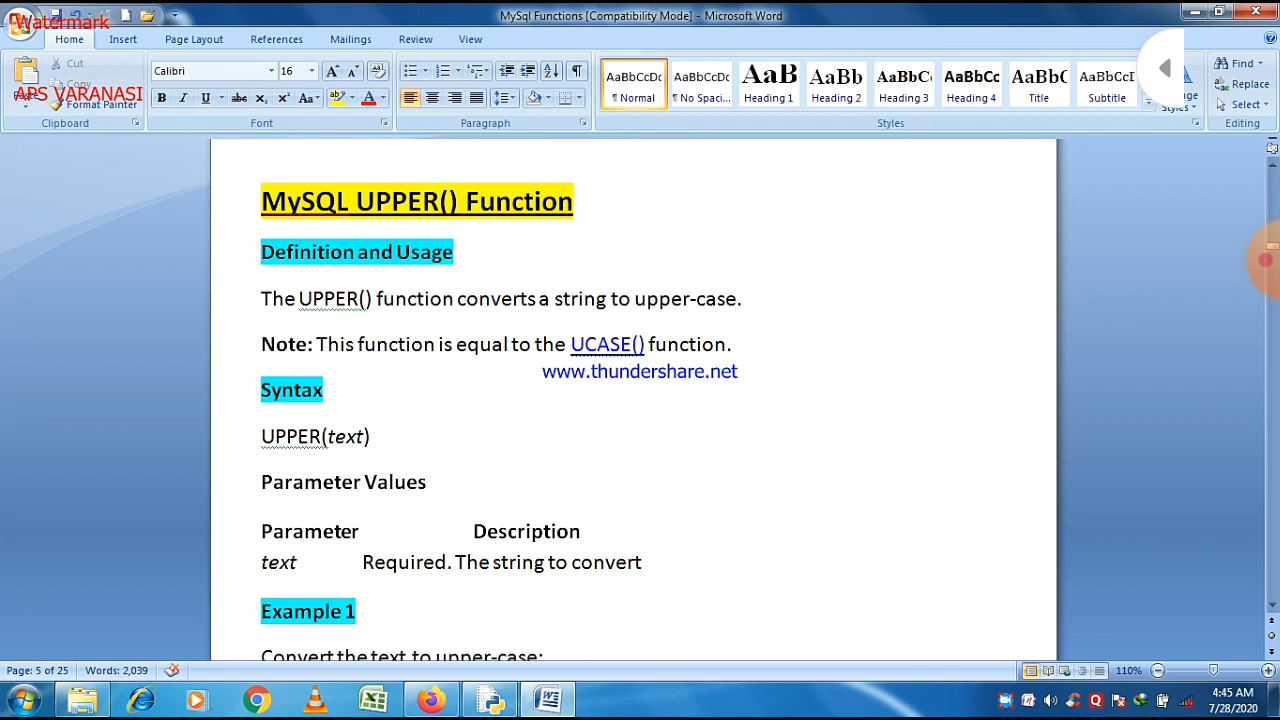 MySql Functions [Compatibility Mode] - Microsoft Word
Watermark
Home Insert Page Layout References Mailings Review View
Cut
Copy
Format Painter
APS VARANASI
Calibri 16
AaBbCcDc AaBbCcDc AaB AaBb AaBbCc AaBbCc AaBbC AaBbCcI
¶ Normal ¶ No Spaci... Heading 1 Heading 2 Heading 3 Heading 4 Title Subtitle
Find
Replace
Select
Clipboard Font Paragraph Styles Editing
MySQL UPPER() Function
Definition and Usage
The UPPER() function converts a string to upper-case.
Note: This function is equal to the UCASE() function.
www.thundershare.net
Syntax
UPPER(text)
Parameter Values
Parameter Description
text Required. The string to convert
Example 1
Convert the text to upper-case:
Page: 5 of 25 Words: 2,039 110%
4:45 AM
7/28/2020